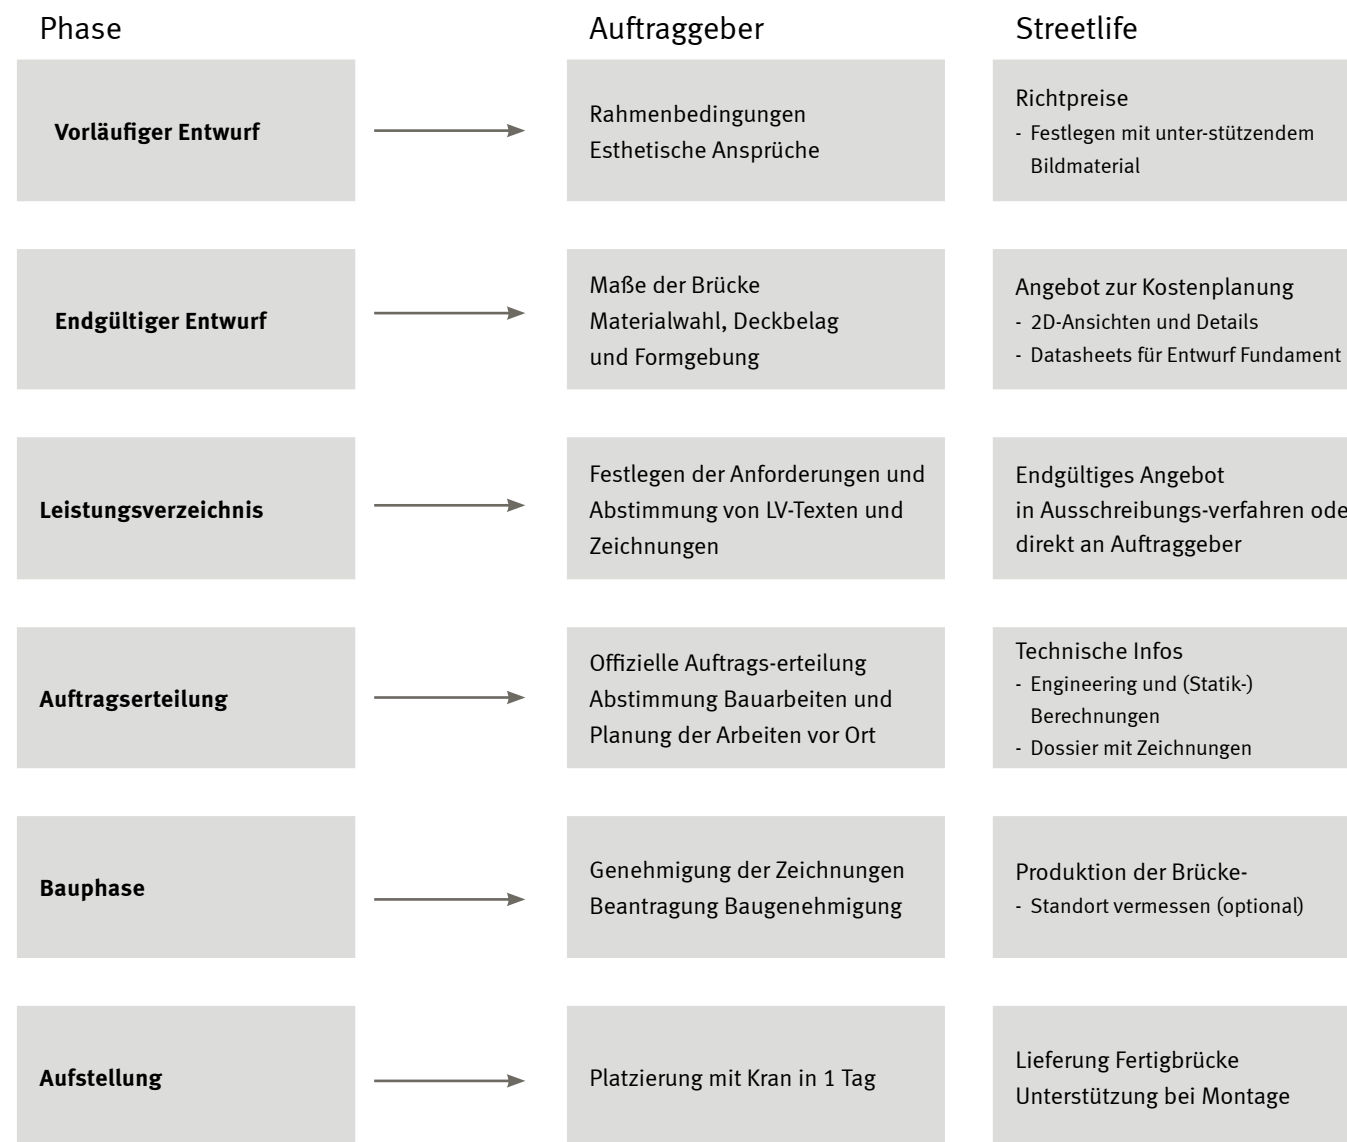 Phase
Auftraggeber
Streetlife
Vorläufiger Entwurf
Rahmenbedingungen
Esthetische Ansprüche
Richtpreise
- Festlegen mit unter-stützendem
Bildmaterial
Endgültiger Entwurf
Maße der Brücke
Materialwahl, Deckbelag
und Formgebung
Angebot zur Kostenplanung
- 2D-Ansichten und Details
- Datasheets für Entwurf Fundament
Leistungsverzeichnis
Festlegen der Anforderungen und
Abstimmung von LV-Texten und
Zeichnungen
Endgültiges Angebot
in Ausschreibungs-verfahren ode
direkt an Auftraggeber
Auftragserteilung
Offizielle Auftrags-erteilung
Abstimmung Bauarbeiten und
Planung der Arbeiten vor Ort
Technische Infos
- Engineering und (Statik-)
Berechnungen
- Dossier mit Zeichnungen
Bauphase
Genehmigung der Zeichnungen
Beantragung Baugenehmigung
Produktion der Brücke-
- Standort vermessen (optional)
Aufstellung
Platzierung mit Kran in 1 Tag
Lieferung Fertigbrücke
Unterstützung bei Montage